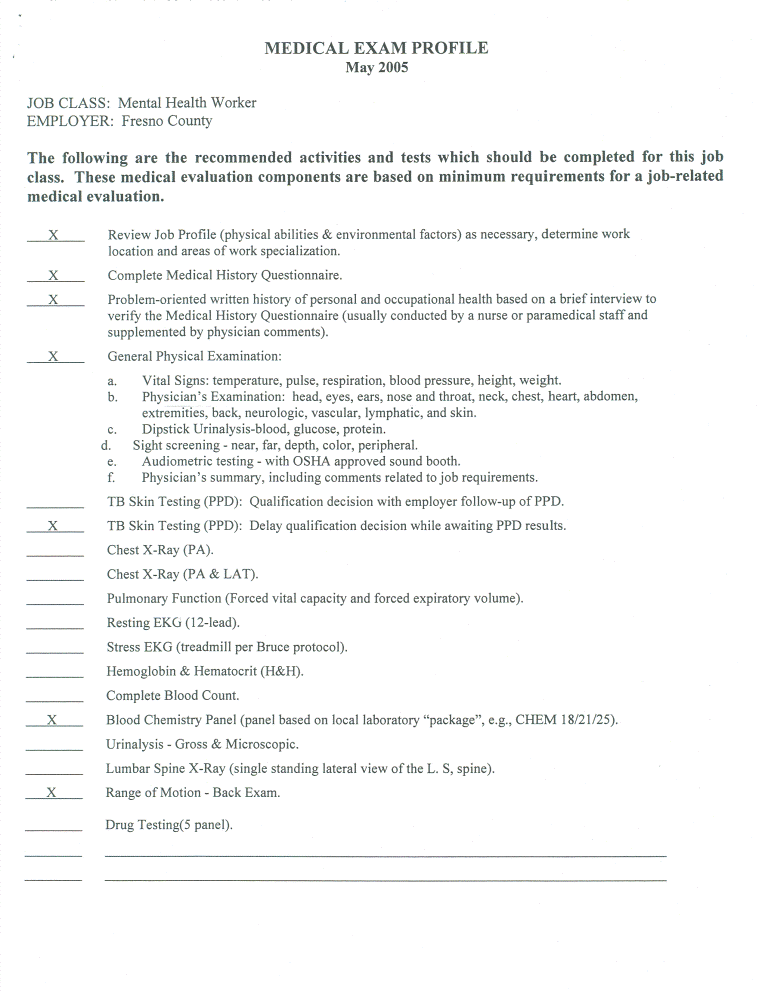 MEDICAL EXAM PROFILE
May 2005
JOB CLASS: Mental Health Worker
EMPLOYER: Fresno County
The following are the recommended activities and tests which should be completed for this job
class. These medical evaluation components are based on minimum requirements for a job-related
medical evaluation.
X Review Job Profile (physical abilities & environmental factors) as necessary, determine work
location and areas of work specialization.
X Complete Medical History Questionnaire.
X Problem-oriented written history of personal and occupational health based on a brief interview to
verify the Medical History Questionnaire (usually conducted by a nurse or paramedical staff and
supplemented by physician comments).
X General Physical Examination:
a. Vital Signs: temperature, pulse, respiration, blood pressure, height, weight.
b. Physician's Examination: head, eyes, ears, nose and throat, neck, chest, heart, abdomen,
extremities, back, neurologic, vascular, lymphatic, and skin.
c. Dipstick Urinalysis-blood, glucose, protein.
d. Sight screening - near, far, depth, color, peripheral.
e. Audiometric testing - with OSHA approved sound booth.
f. Physician's summary, including comments related to job requirements.
TB Skin Testing (PPD): Qualification decision with employer follow-up of PPD.
X TB Skin Testing (PPD): Delay qualification decision while awaiting PPD results.
Chest X-Ray (PA).
Chest X-Ray (PA & LAT).
Pulmonary Function (Forced vital capacity and forced expiratory volume).
Resting EKG (12-lead).
Stress EKG (treadmill per Bruce protocol).
Hemoglobin & Hematocrit (H&H).
Complete Blood Count.
X Blood Chemistry Panel (panel based on local laboratory “package”, e.g., CHEM 18/21/25).
Urinalysis - Gross & Microscopic.
Lumbar Spine X-Ray (single standing lateral view of the L. S, spine).
X Range of Motion - Back Exam.
Drug Testing(5 panel).